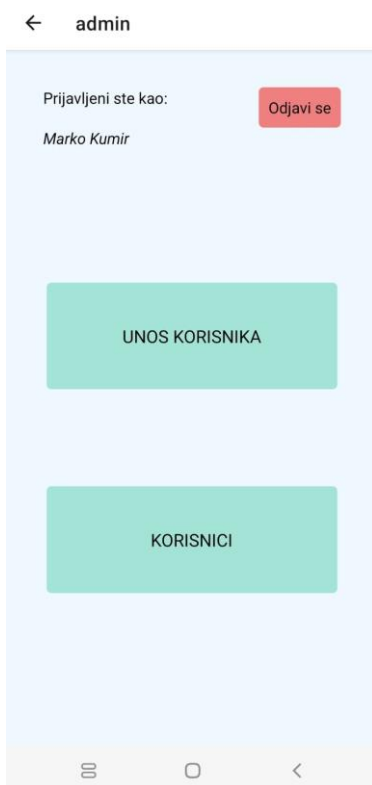 admin
Prijavljeni ste kao:
Odjavi se
Marko Kumir
UNOS KORISNIKA
KORISNICI